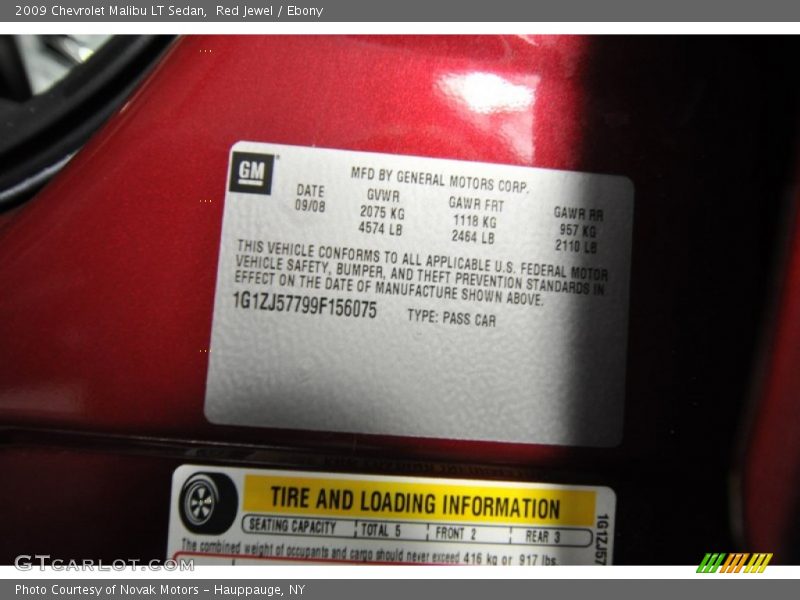 2009 Chevrolet Malibu LT Sedan, Red Jewel / Ebony
GM
MFD BY GENERAL MOTORS CORP.
DATE GVWR GAWR FRT GAWR RR
09/08 2075 KG 1118 KG 957 KG
4574 LB 2464 LB 2110 LB
THIS VEHICLE CONFORMS TO ALL APPLICABLE U.S. FEDERAL MOTOR
VEHICLE SAFETY, BUMPER, AND THEFT PREVENTION STANDARDS IN
EFFECT ON THE DATE OF MANUFACTURE SHOWN ABOVE.
1G1ZJ57799F156075 TYPE: PASS CAR
TIRE AND LOADING INFORMATION
SEATING CAPACITY TOTAL 5 FRONT 2 REAR 3
The combined weight of occupants and cargo should never exceed 416 kg or 917 lbs.
1G1ZJ57
GTCARLOT.COM
Photo Courtesy of Novak Motors - Hauppauge, NY